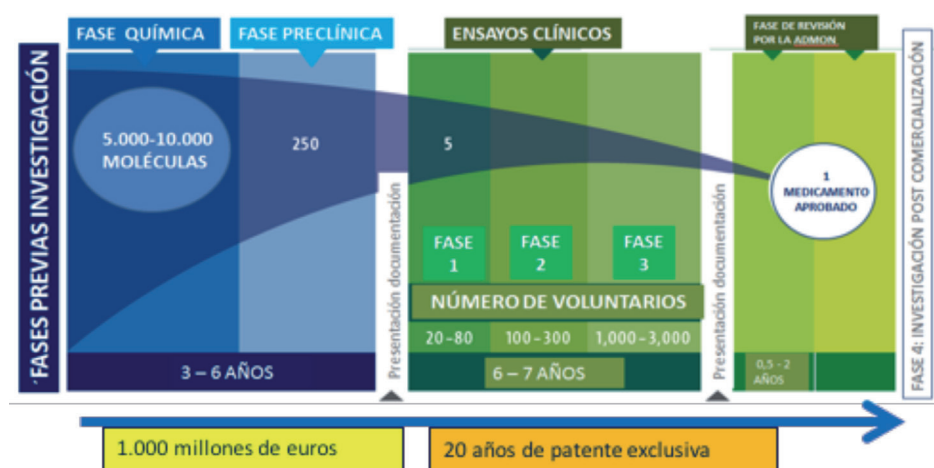 FASE QUÍMICA
FASE PRECLÍNICA
ENSAYOS CLÍNICOS
FASE DE REVISIÓN
POR LA ADMON
´FASES PREVIAS INVESTIGACIÓN
5.000-10.000
MOLÉCULAS
250
5
1
MEDICAMENTO
APROBADO
Presentación documentación
FASE
1
FASE
2
FASE
3
NÚMERO DE VOLUNTARIOS
20-80
100-300
1,000-3,000
Presentación documentación
FASE 4: INVESTIGACIÓN POST COMERCIALIZACIÓN
3 – 6 AÑOS
6 – 7 AÑOS
0,5 - 2
AÑOS
1.000 millones de euros
20 años de patente exclusiva